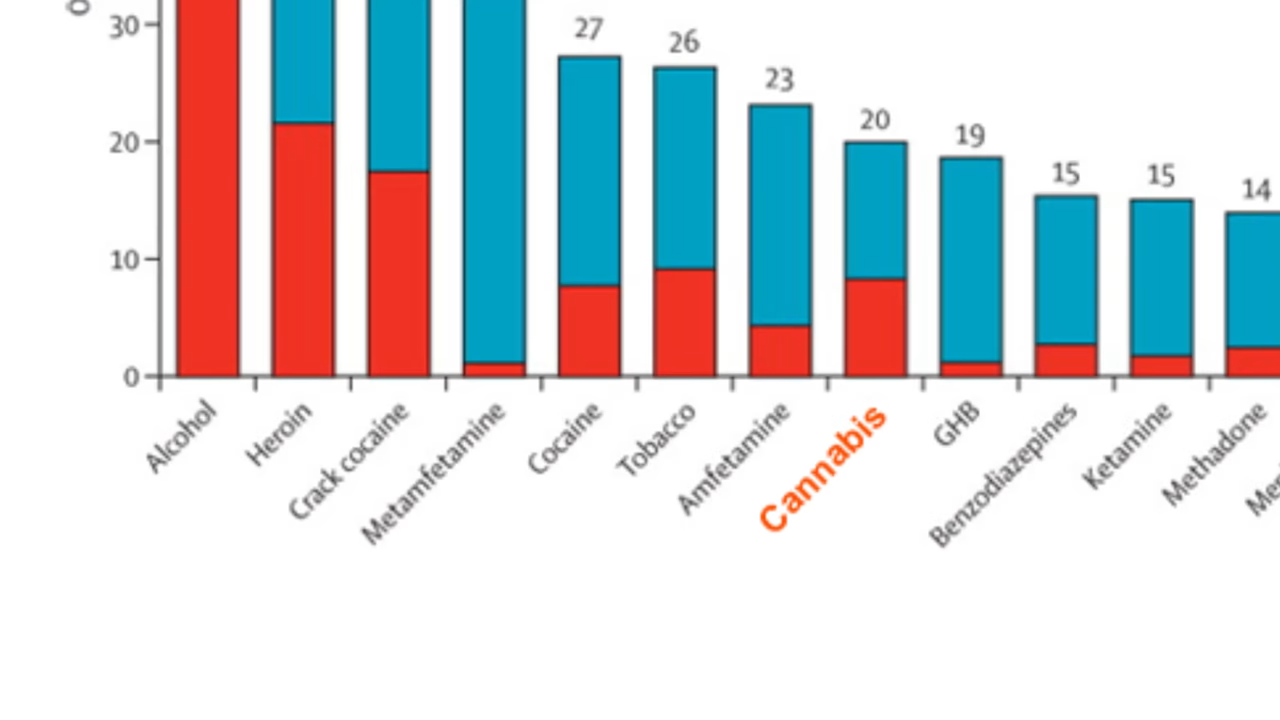 30
20
10
0
27
26
23
20
19
15
15
14
Alcohol
Heroin
Crack cocaine
Metamfetamine
Cocaine
Tobacco
Amfetamine
Cannabis
GHB
Benzodiazepines
Ketamine
Methadone